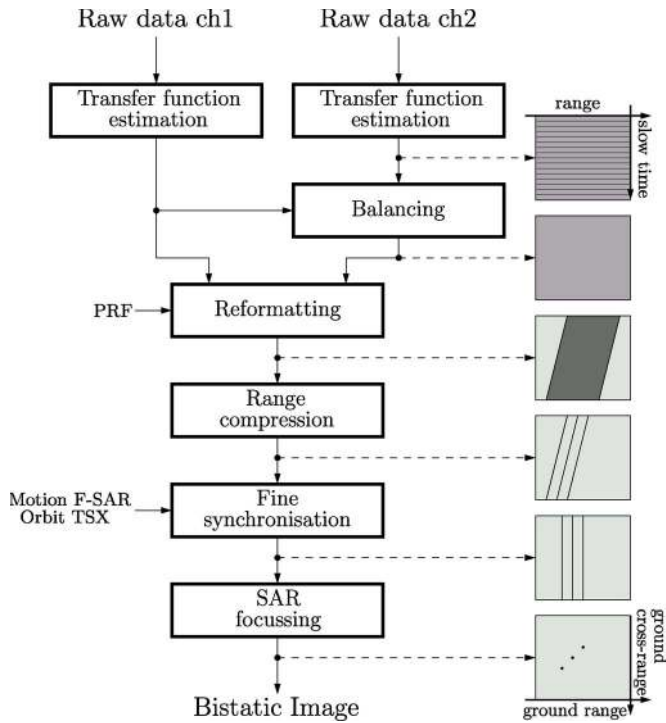 Raw data ch1
Raw data ch2
Transfer function
estimation
Transfer function
estimation
range
slow time
Balancing
PRF
Reformatting
Range
compression
Motion F-SAR
Orbit TSX
Fine
synchronisation
SAR
focussing
ground
cross-range
ground range
Bistatic Image